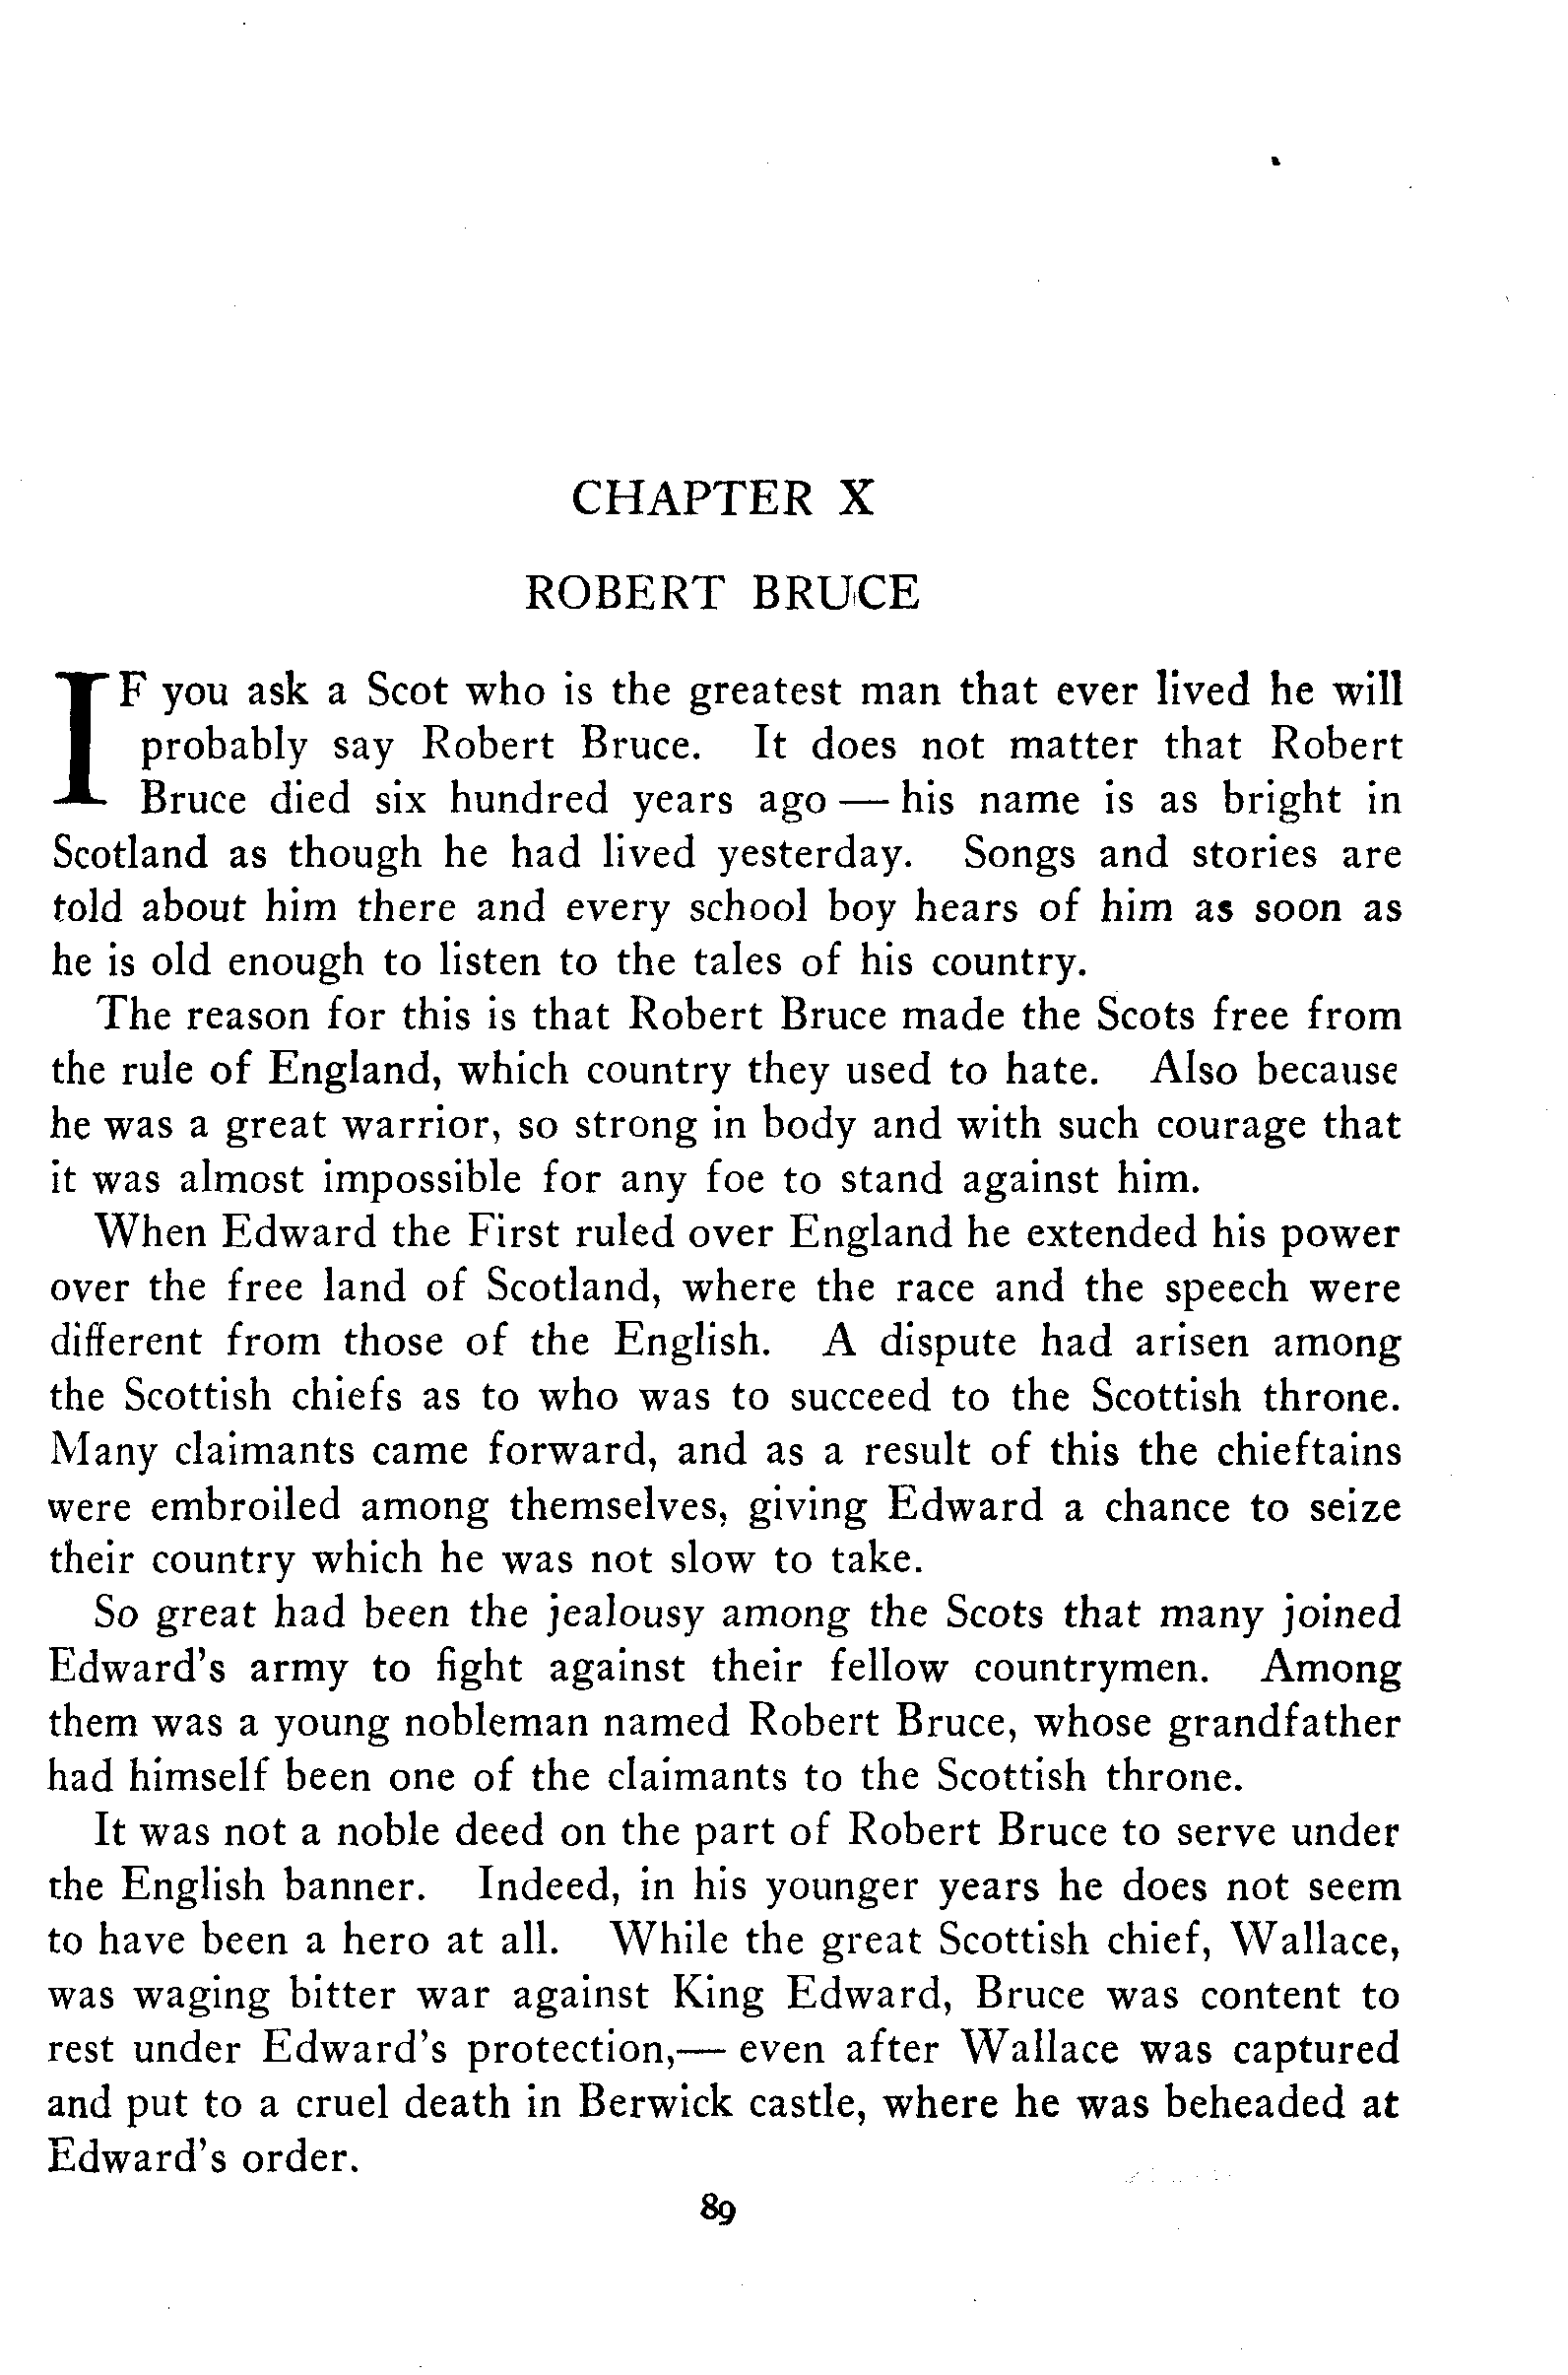 CHAPTER X
ROBERT BRUCE
IF you ask a Scot who is the greatest man that ever lived he will
probably say Robert Bruce. It does not matter that Robert
Bruce died six hundred years ago — his name is as bright in
Scotland as though he had lived yesterday. Songs and stories are
told about him there and every school boy hears of him as soon as
he is old enough to listen to the tales of his country.
The reason for this is that Robert Bruce made the Scots free from
the rule of England, which country they used to hate. Also because
he was a great warrior, so strong in body and with such courage that
it was almost impossible for any foe to stand against him.
When Edward the First ruled over England he extended his power
over the free land of Scotland, where the race and the speech were
different from those of the English. A dispute had arisen among
the Scottish chiefs as to who was to succeed to the Scottish throne.
Many claimants came forward, and as a result of this the chieftains
were embroiled among themselves, giving Edward a chance to seize
their country which he was not slow to take.
So great had been the jealousy among the Scots that many joined
Edward's army to fight against their fellow countrymen. Among
them was a young nobleman named Robert Bruce, whose grandfather
had himself been one of the claimants to the Scottish throne.
It was not a noble deed on the part of Robert Bruce to serve under
the English banner. Indeed, in his younger years he does not seem
to have been a hero at all. While the great Scottish chief, Wallace,
was waging bitter war against King Edward, Bruce was content to
rest under Edward's protection,— even after Wallace was captured
and put to a cruel death in Berwick castle, where he was beheaded at
Edward's order.
89